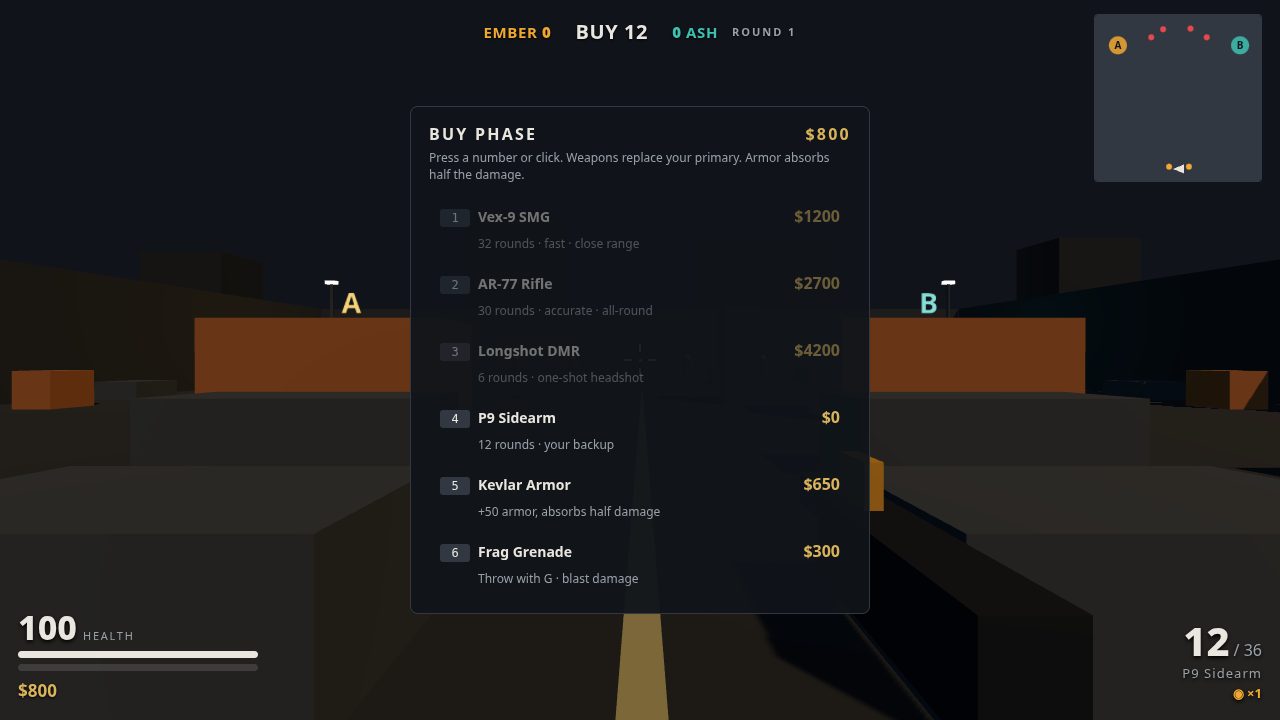 EMBER 0 BUY 12 0 ASH ROUND 1
A B
BUY PHASE $800
Press a number or click. Weapons replace your primary. Armor absorbs
half the damage.
1 Vex-9 SMG $1200
32 rounds · fast · close range
2 AR-77 Rifle $2700
30 rounds · accurate · all-round
A B
3 Longshot DMR $4200
6 rounds · one-shot headshot
4 P9 Sidearm $0
12 rounds · your backup
5 Kevlar Armor $650
+50 armor, absorbs half damage
6 Frag Grenade $300
Throw with G · blast damage
100 HEALTH
$800
12 / 36
P9 Sidearm
◉ ×1